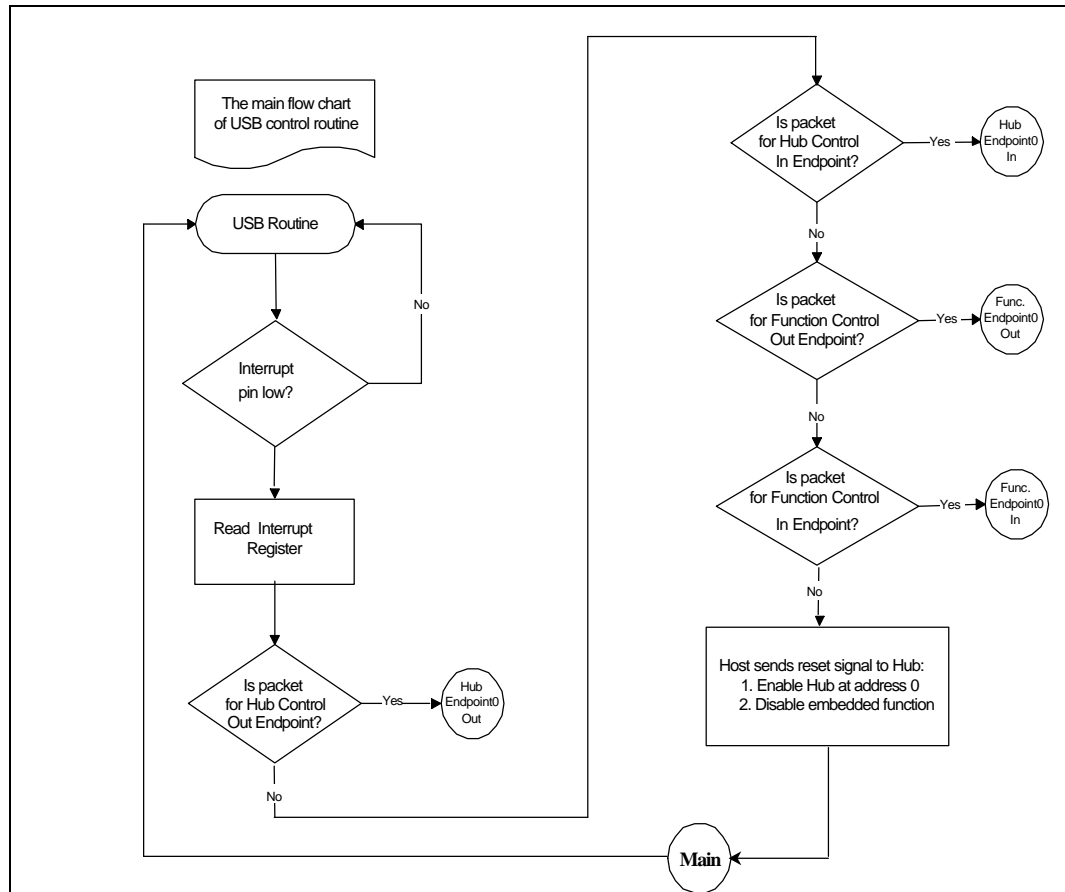 The main flow chart
of USB control routine
USB Routine
No
Interrupt
pin low?
Read Interrupt
Register
Is packet
for Hub Control
Out Endpoint?
Yes
Hub
Endpoint0
Out
No
Is packet
for Hub Control
In Endpoint?
Yes
Hub
Endpoint0
In
No
Is packet
for Function Control
Out Endpoint?
Yes
Func.
Endpoint0
Out
No
Is packet
for Function Control
In Endpoint?
Yes
Func.
Endpoint0
In
No
Host sends reset signal to Hub:
1. Enable Hub at address 0
2. Disable embedded function
Main